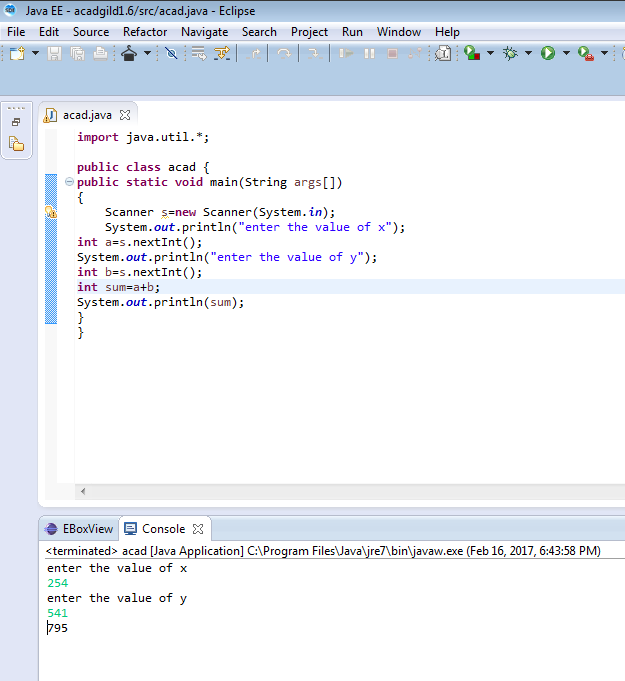 Java EE - acadgild1.6/src/acad.java - Eclipse
File Edit Source Refactor Navigate Search Project Run Window Help
acad.java
import java.util.*;
public class acad {
public static void main(String args[])
{
Scanner s=new Scanner(System.in);
System.out.println("enter the value of x");
int a=s.nextInt();
System.out.println("enter the value of y");
int b=s.nextInt();
int sum=a+b;
System.out.println(sum);
}
}
EBoxView Console
<terminated> acad [Java Application] C:\Program Files\Java\jre7\bin\javaw.exe (Feb 16, 2017, 6:43:58 PM)
enter the value of x
254
enter the value of y
541
795